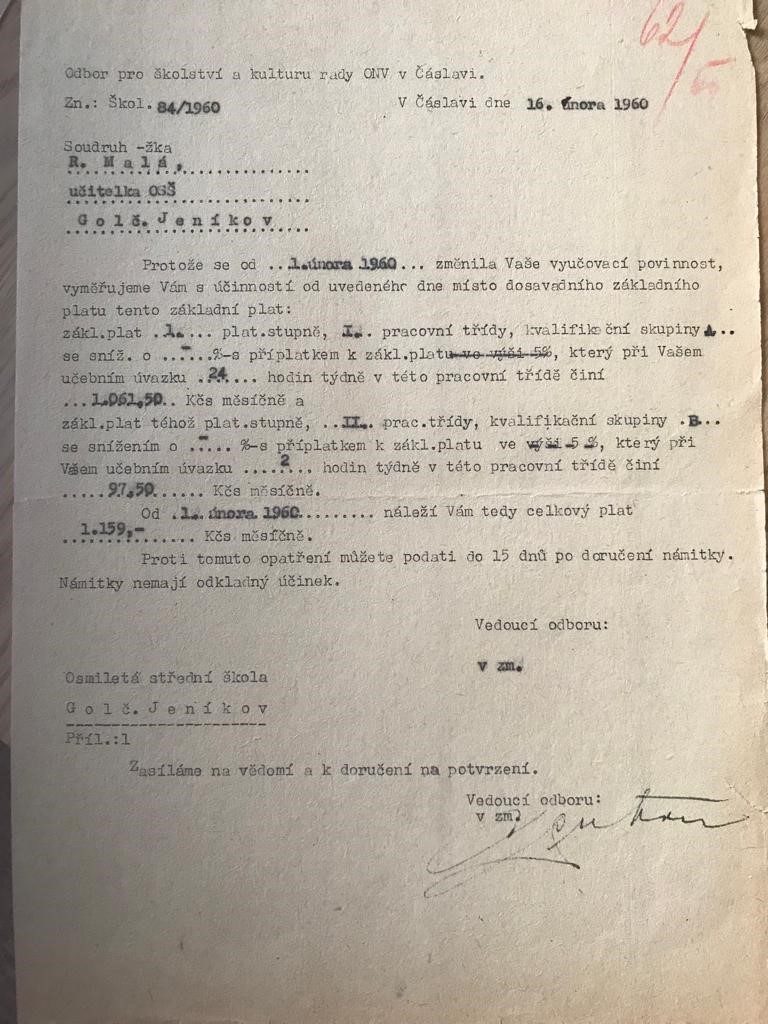 62/
Odbor pro školství a kulturu rady ONV v Čáslavi.
Zn.: Škol. 84/1960 V Čáslavi dne 16. února 1960
Soudruh -žka
R. Malá,
učitelka OSŠ
Golč. Jeníkov
Protože se od ..1.února 1960... změnila Vaše vyučovací povinnost,
vyměřujeme Vám s účinností od uvedenéhr dne místo dosavadního základního
platu tento základní plat:
zákl.plat .1.... plat.stupně, I.. pracovní třídy, kvalifikační skupiny A..
se sníž. o ...-...%-s příplatkem k zákl.platu ve výši 5%, který při Vašem
učebním úvazku .24.... hodin týdně v této pracovní třídě činí
...1.061,50.. Kčs měsíčně a
zákl.plat téhož plat.stupně, ..II.. prac.třídy, kvalifikační skupiny .B...
se snížením o .-.... %-s příplatkem k zákl.platu ve výši 5 %, který při
Vašem učebním úvazku ....2.... hodin týdně v této pracovní třídě činí
.....97,50...... Kčs měsíčně.
Od .1. února 1960......... náleží Vám tedy celkový plat
..1.159,-....... Kčs měsíčně.
Proti tomuto opatření můžete podati do 15 dnů po doručení námitky.
Námitky nemají odkladný účinek.
Vedoucí odboru:
v zm.
Osmiletá střední škola
Golč. Jeníkov
Příl.:1
Zasíláme na vědomí a k doručení na potvrzení.
Vedoucí odboru:
v zm.